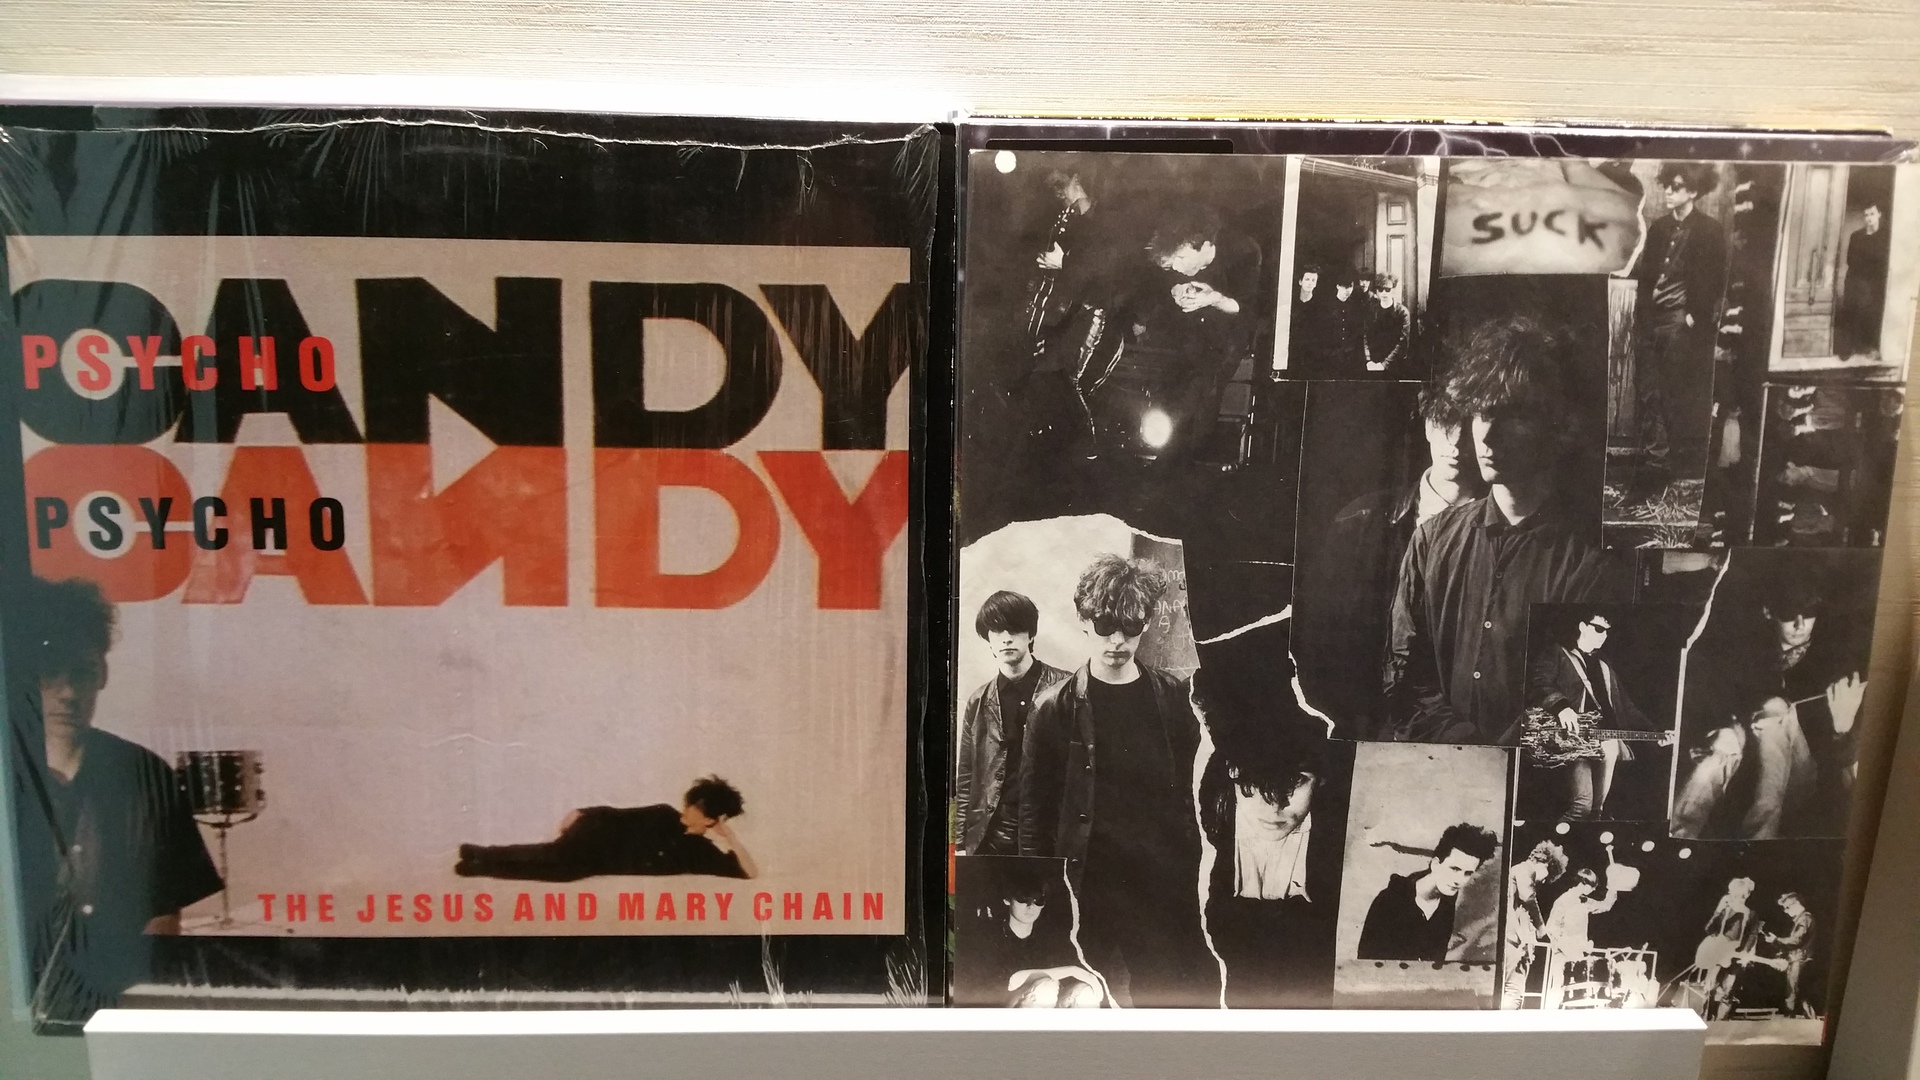 CANDY
PSYCHO
CANDY
PSYCHO
THE JESUS AND MARY CHAIN
SUCK